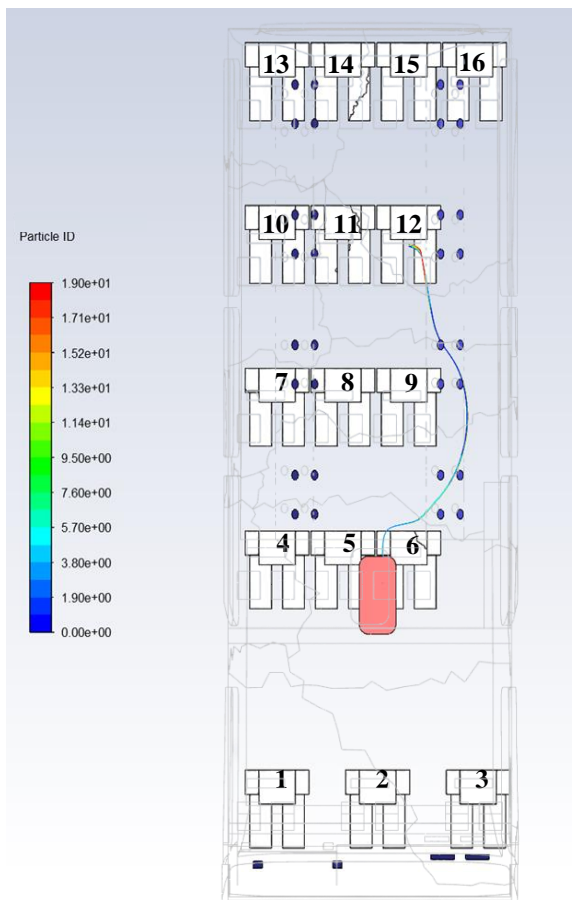 13 14 15 16
10 11 12
Particle ID
1.90e+01
1.71e+01
1.52e+01
1.33e+01
1.14e+01
9.50e+00
7.60e+00
5.70e+00
3.80e+00
1.90e+00
0.00e+00
7 8 9
4 5 6
1 2 3